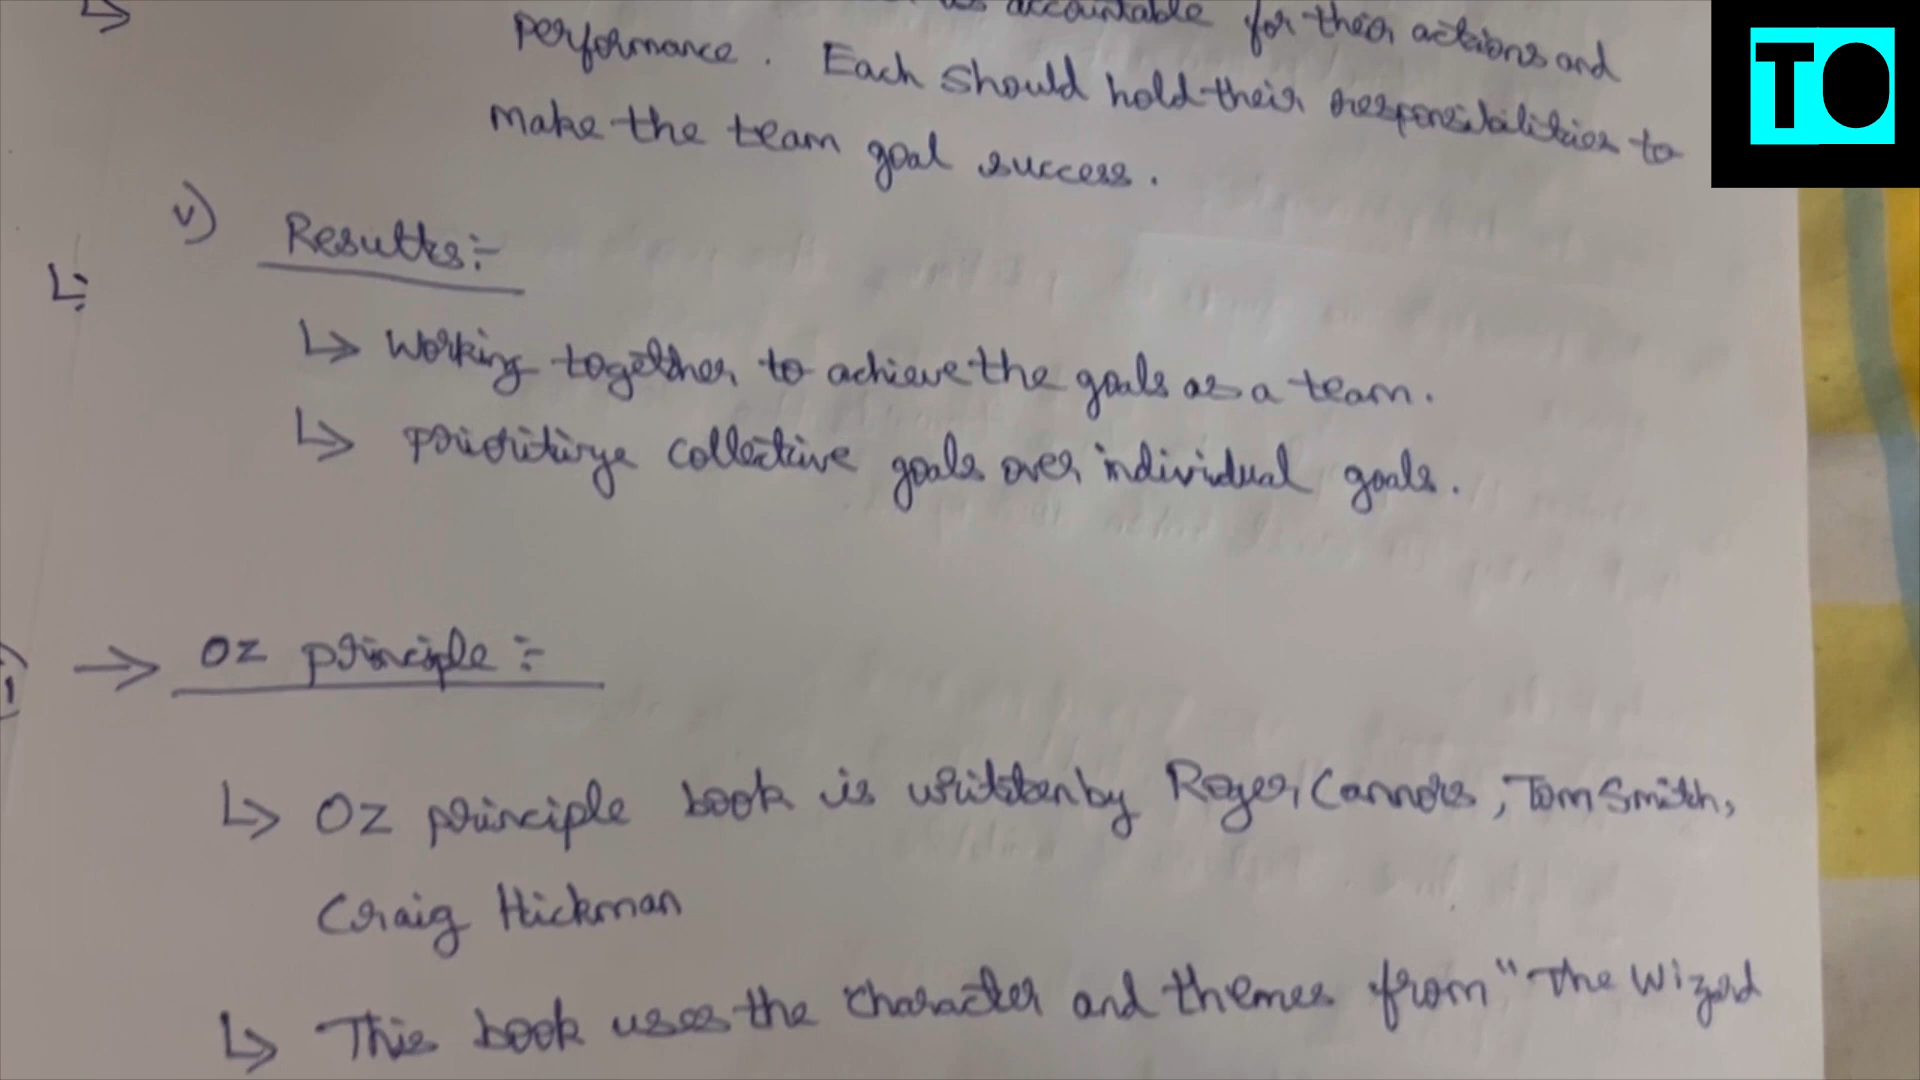 TO
accountable for their actions and
performance. Each should hold their responsibilities to
make the team goal success.
v) Results:-
L:
↳ Working together to achieve the goals as a team.
↳ prioritizye collective goals over individual goals.
→ Oz principle :-
↳ Oz principle book is written by Roger, Connors, Tom Smith,
Craig Hickman
↳ This book uses the character and themes from "The Wizard